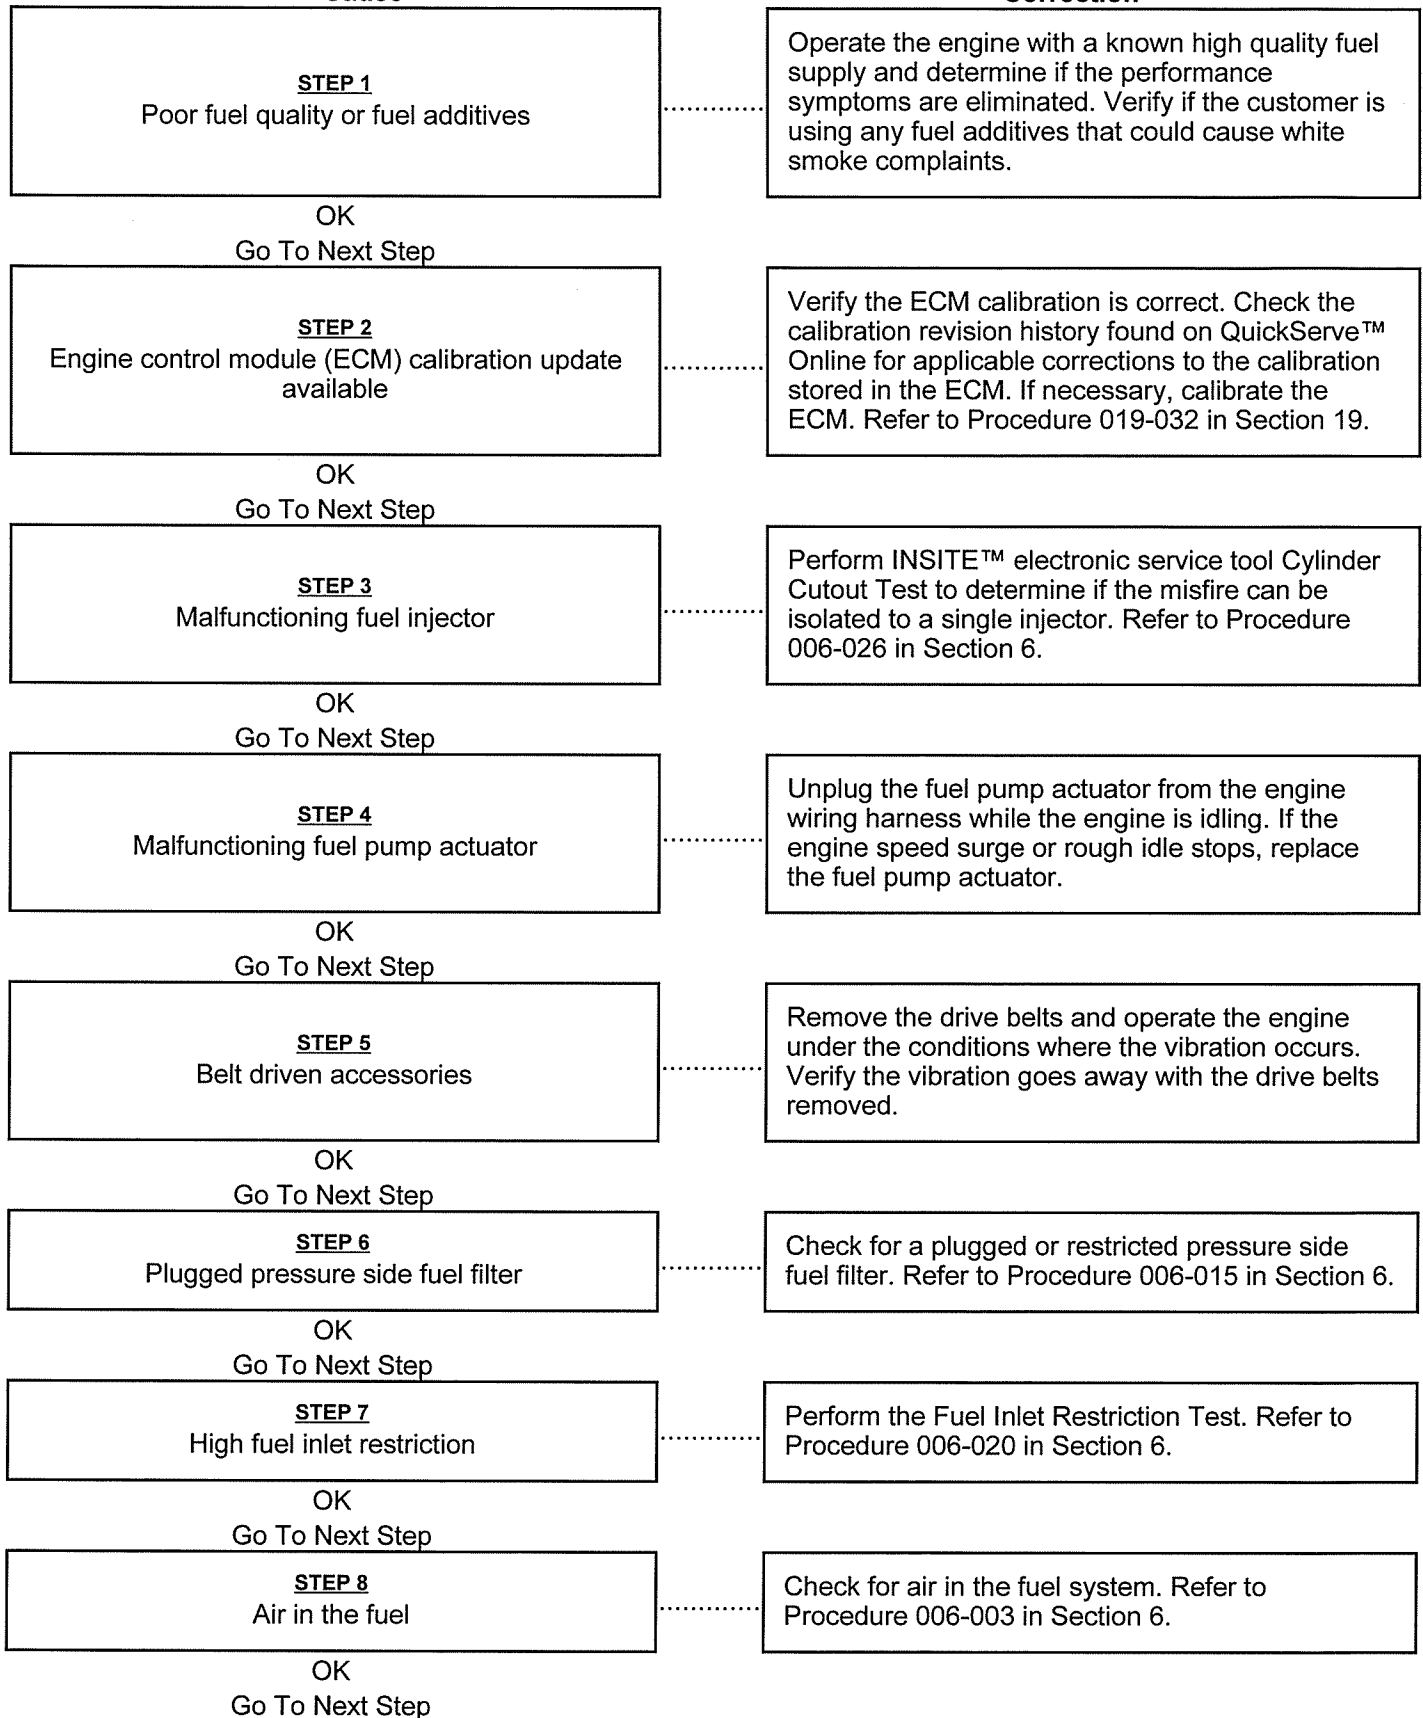 Correction
STEP 1
Poor fuel quality or fuel additives
Operate the engine with a known high quality fuel
supply and determine if the performance
symptoms are eliminated. Verify if the customer is
using any fuel additives that could cause white
smoke complaints.
OK
Go To Next Step
STEP 2
Engine control module (ECM) calibration update
available
Verify the ECM calibration is correct. Check the
calibration revision history found on QuickServe™
Online for applicable corrections to the calibration
stored in the ECM. If necessary, calibrate the
ECM. Refer to Procedure 019-032 in Section 19.
OK
Go To Next Step
STEP 3
Malfunctioning fuel injector
Perform INSITE™ electronic service tool Cylinder
Cutout Test to determine if the misfire can be
isolated to a single injector. Refer to Procedure
006-026 in Section 6.
OK
Go To Next Step
STEP 4
Malfunctioning fuel pump actuator
Unplug the fuel pump actuator from the engine
wiring harness while the engine is idling. If the
engine speed surge or rough idle stops, replace
the fuel pump actuator.
OK
Go To Next Step
STEP 5
Belt driven accessories
Remove the drive belts and operate the engine
under the conditions where the vibration occurs.
Verify the vibration goes away with the drive belts
removed.
OK
Go To Next Step
STEP 6
Plugged pressure side fuel filter
Check for a plugged or restricted pressure side
fuel filter. Refer to Procedure 006-015 in Section 6.
OK
Go To Next Step
STEP 7
High fuel inlet restriction
Perform the Fuel Inlet Restriction Test. Refer to
Procedure 006-020 in Section 6.
OK
Go To Next Step
STEP 8
Air in the fuel
Check for air in the fuel system. Refer to
Procedure 006-003 in Section 6.
OK
Go To Next Step